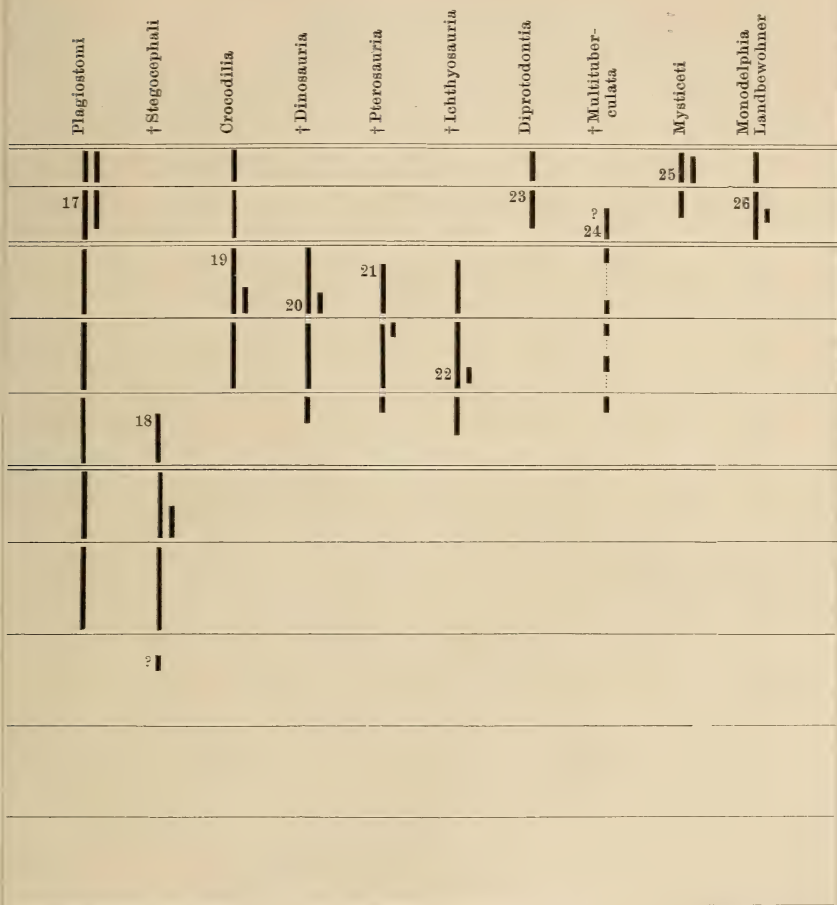 Plagiostomi
† Stegocephali
Crocodilia
† Dinosauria
† Pterosauria
† Ichthyosauria
Diprotodontia
† Multituber-
culata
Mysticeti
Monodelphia
Landbewohner
25
17
23
?
24
26
19
20
21
22
18
?